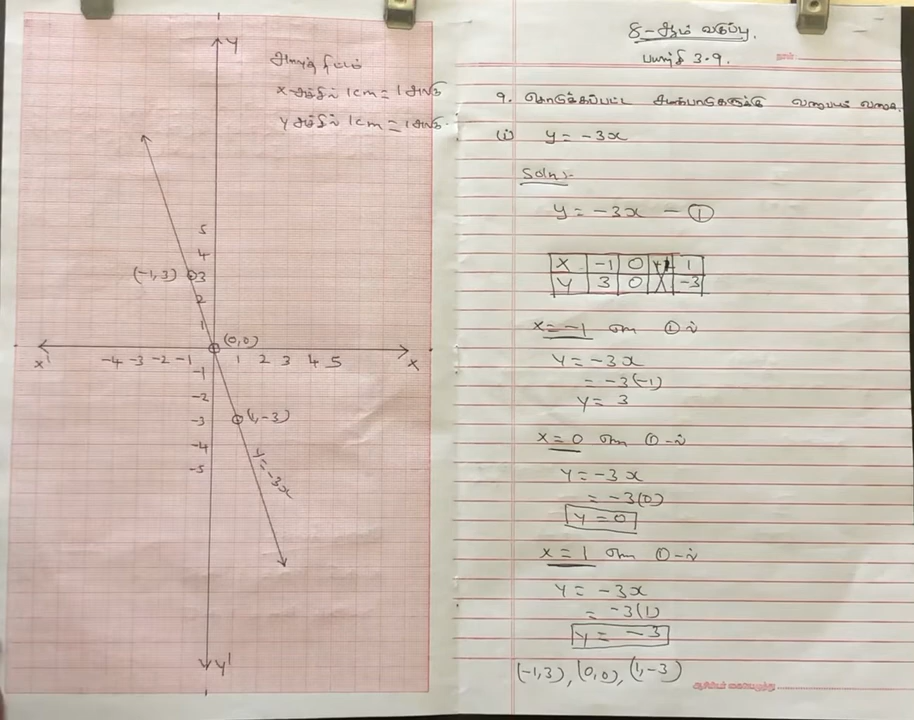 Y
அளவுத் திட்டம்
X அச்சில் 1cm = 1 அலகு
Y அச்சில் 1cm = 1 அலகு
5
4
(-1,3) 3
2
1
(0,0)
X' -4 -3 -2 -1 1 2 3 4 5 X
-1
-2
-3 (1,-3)
-4
-5
y = -3x
Y'
8-ஆம் வகுப்பு.
பயிற்சி 3.9.
9. கொடுக்கப்பட்ட சமன்பாடுகளுக்கு வரைபடம் வரைக.
(i) y = -3x
Soln:-
y = -3x - ①
X -1 0 1
Y 3 0 -3
x = -1 என ①ல்
y = -3x
= -3(-1)
y = 3
x = 0 என ①-ல்
y = -3x
= -3(0)
y = 0
x = 1 என ①-ல்
y = -3x
= -3(1)
y = -3
(-1,3), (0,0), (1,-3)